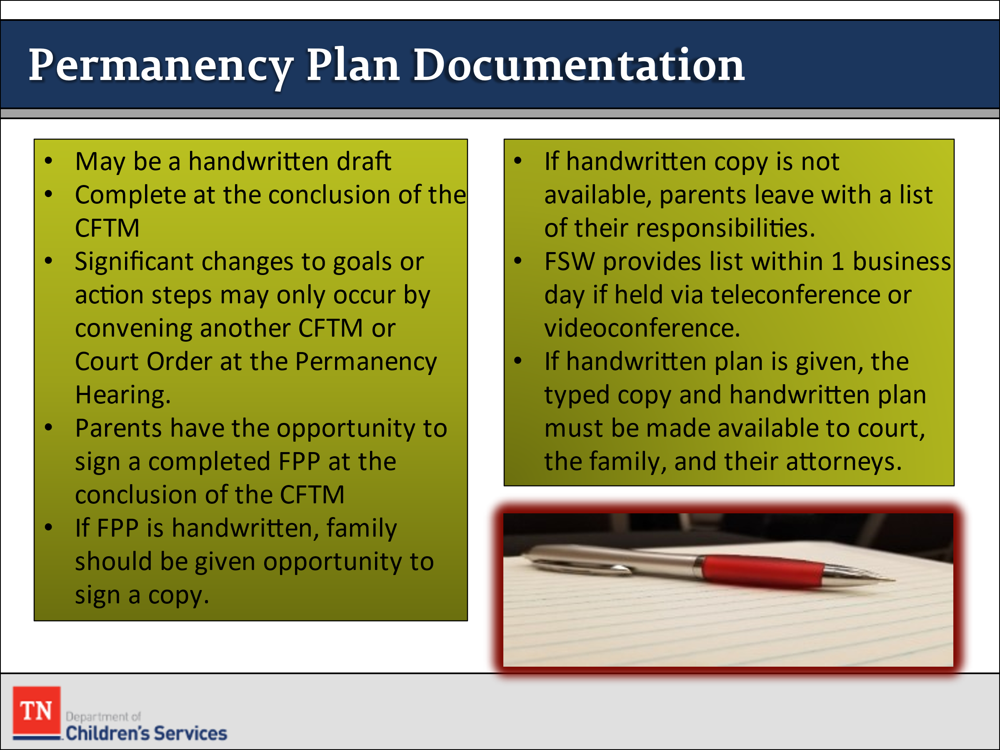 Permanency Plan Documentation
• May be a handwritten draft
• Complete at the conclusion of the
CFTM
• Significant changes to goals or
action steps may only occur by
convening another CFTM or
Court Order at the Permanency
Hearing.
• Parents have the opportunity to
sign a completed FPP at the
conclusion of the CFTM
• If FPP is handwritten, family
should be given opportunity to
sign a copy.
• If handwritten copy is not
available, parents leave with a list
of their responsibilities.
• FSW provides list within 1 business
day if held via teleconference or
videoconference.
• If handwritten plan is given, the
typed copy and handwritten plan
must be made available to court,
the family, and their attorneys.
TN
Department of
Children's Services